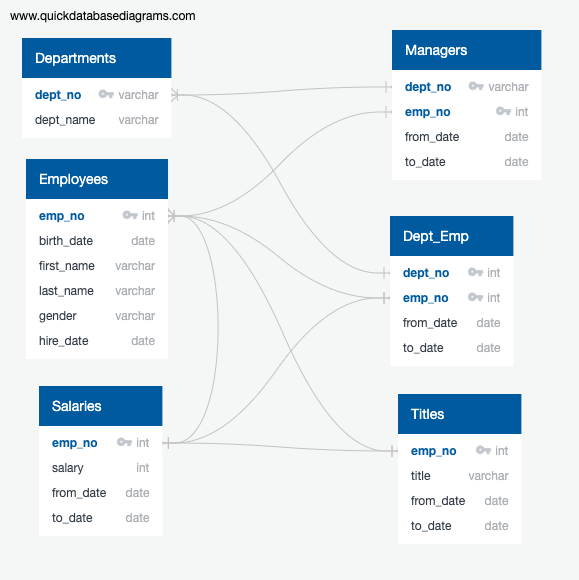 www.quickdatabasediagrams.com
Departments
dept_no varchar
dept_name varchar
Managers
dept_no varchar
emp_no int
from_date date
to_date date
Employees
emp_no int
birth_date date
first_name varchar
last_name varchar
gender varchar
hire_date date
Dept_Emp
dept_no int
emp_no int
from_date date
to_date date
Salaries
emp_no int
salary int
from_date date
to_date date
Titles
emp_no int
title varchar
from_date date
to_date date